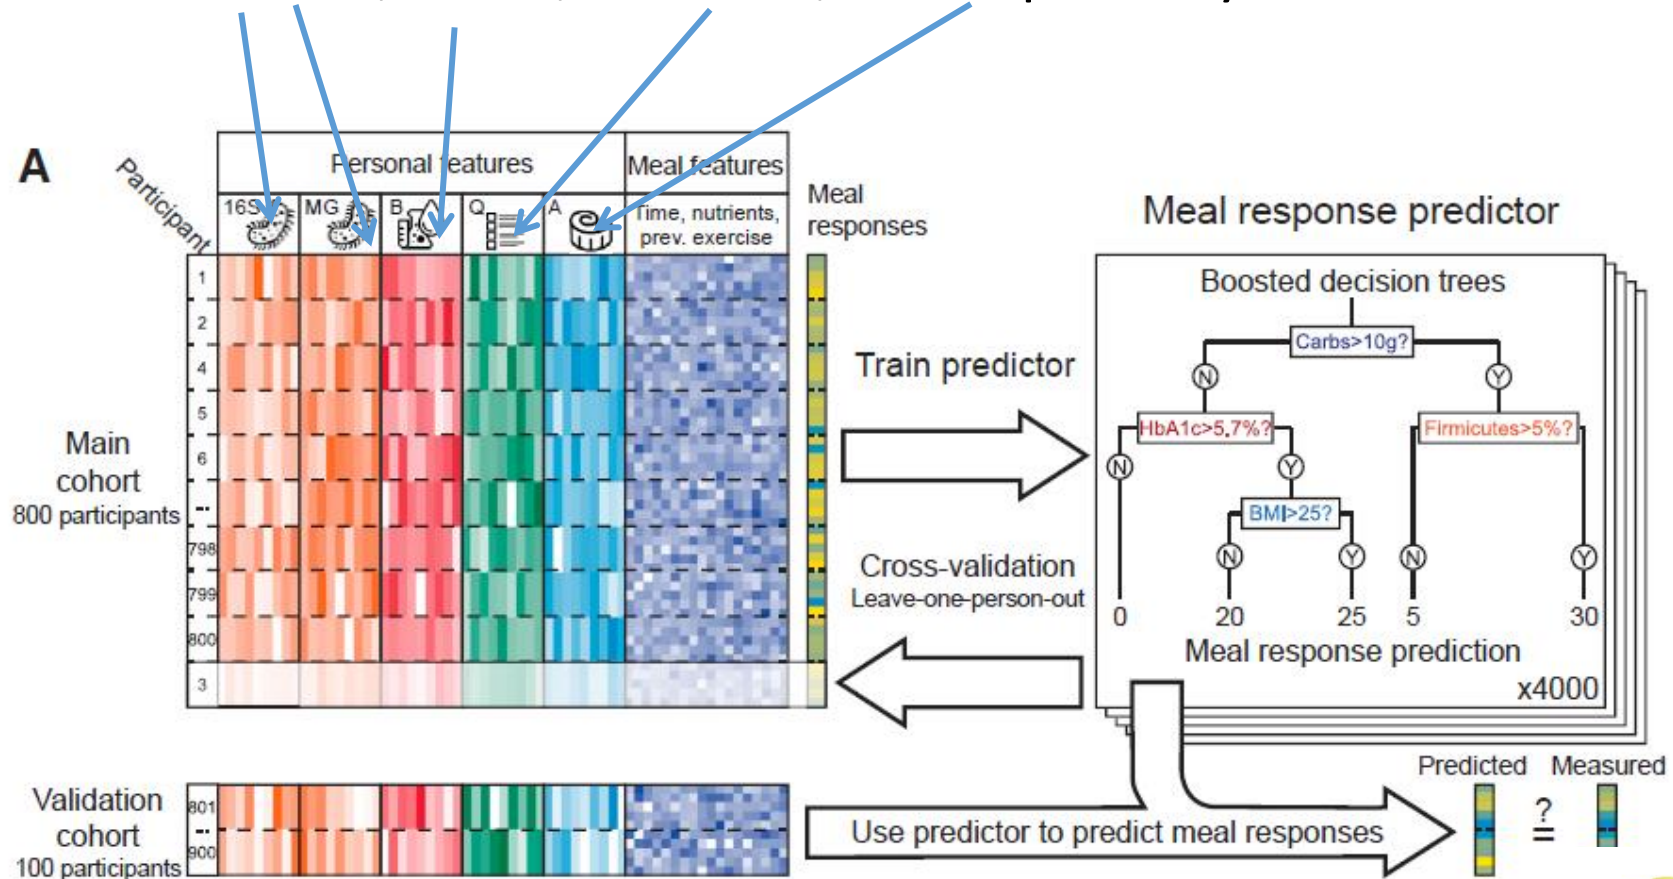 A
Participant
Personal features
Meal features
16S
MG
B
Q
A
Time, nutrients,
prev. exercise
Meal
responses
1
2
4
5
6
...
798
799
800
3
Main
cohort
800 participants
Train predictor
Cross-validation
Leave-one-person-out
Meal response predictor
Boosted decision trees
Carbs>10g?
N
Y
HbA1c>5.7%?
Firmicutes>5%?
N
Y
BMI>25?
N
Y
N
Y
0
20
25
5
30
Meal response prediction
x4000
Validation
cohort
100 participants
801
...
900
Use predictor to predict meal responses
Predicted
Measured
?
=